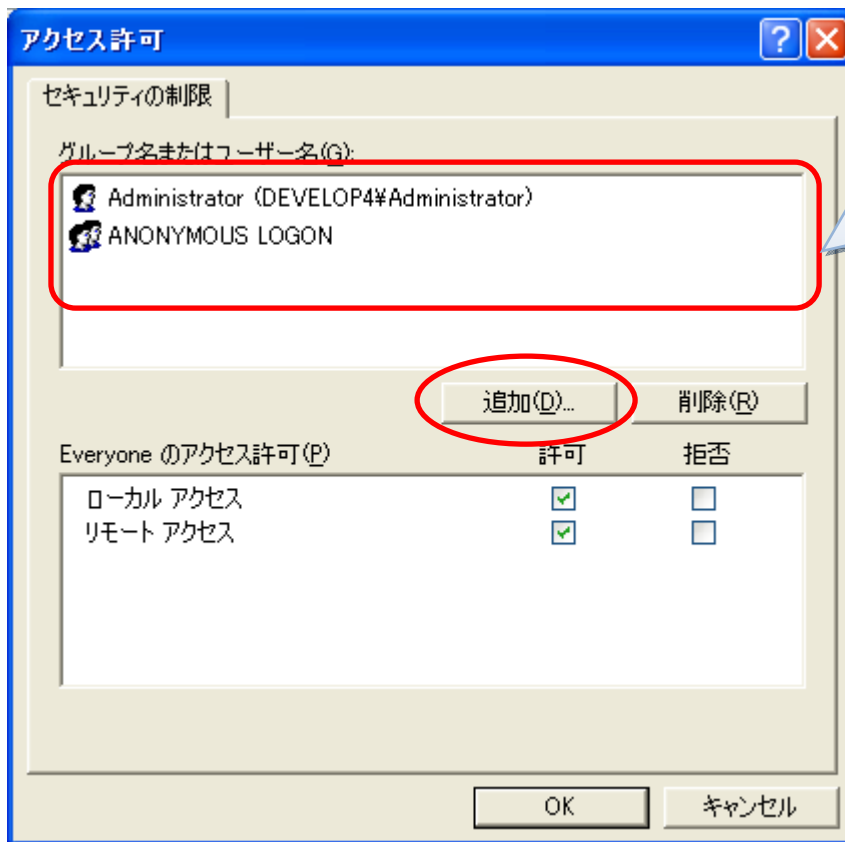 アクセス許可
セキュリティの制限
グループ名またはユーザー名(G):
Administrator (DEVELOP4¥Administrator)
ANONYMOUS LOGON
追加(D)... 削除(R)
Everyone のアクセス許可(P) 許可 拒否
ローカル アクセス
リモート アクセス
OK キャンセル